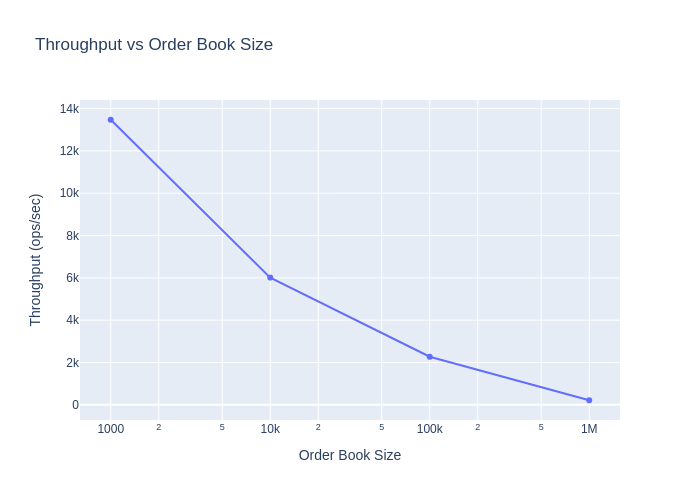 Throughput vs Order Book Size
Throughput (ops/sec)
14k
12k
10k
8k
6k
4k
2k
0
1000 2 5 10k 2 5 100k 2 5 1M
Order Book Size